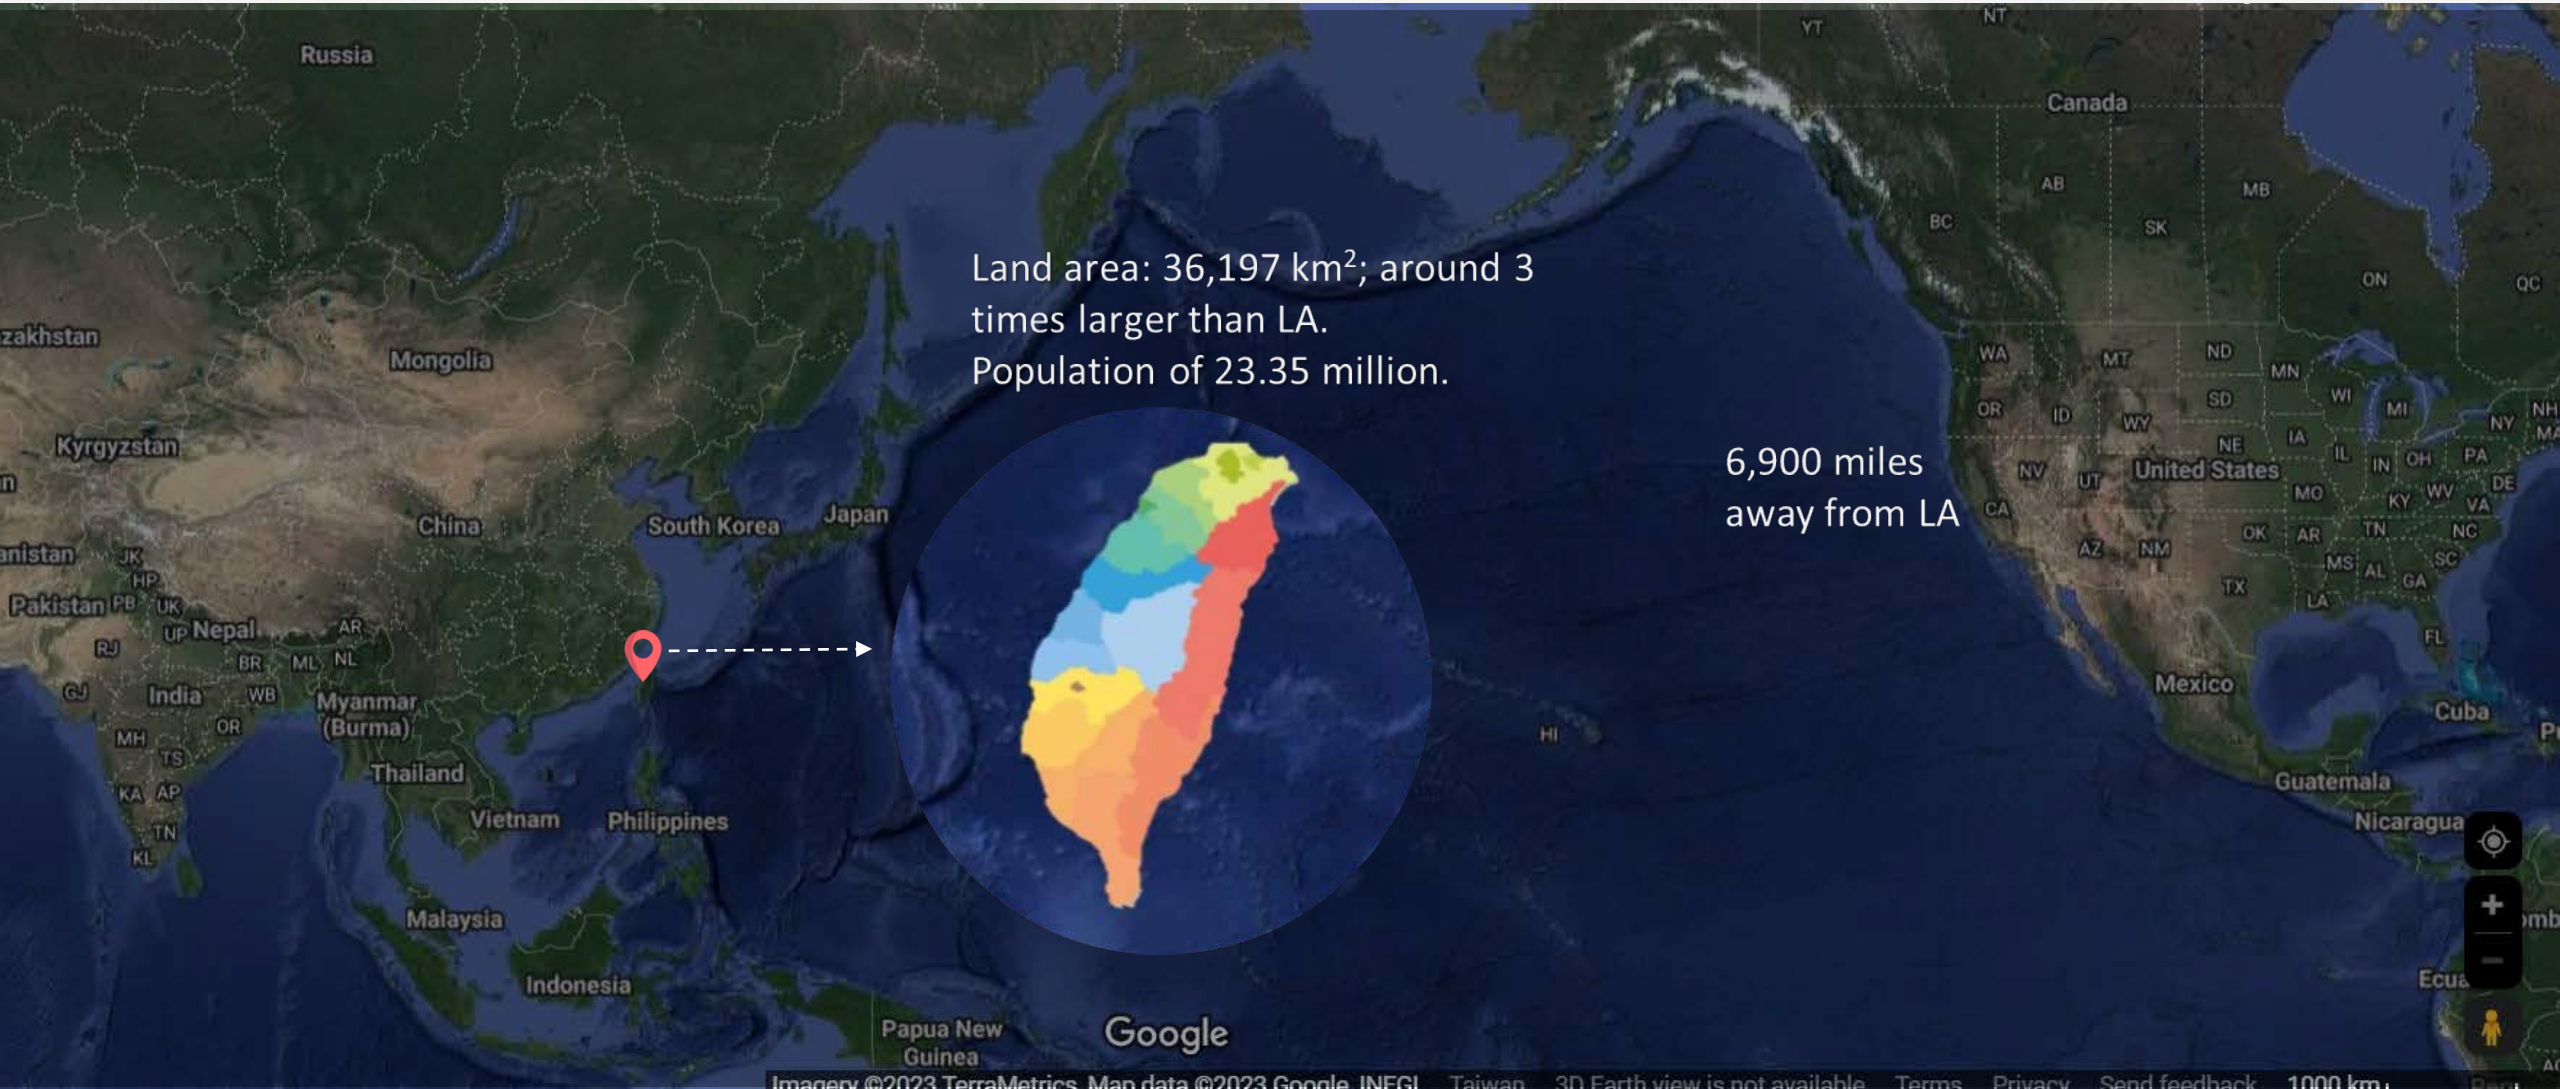 NT
YT
Russia
Canada
AB
MB
BC
SK
Land area: 36,197 km²; around 3
times larger than LA.
Population of 23.35 million.
ON
QC
zakhstan
Mongolia
WA
MT
ND
MN
SD
WI
MI
OR
ID
WY
NY
NH
MA
Kyrgyzstan
6,900 miles
away from LA
NE
IA
IL
IN
OH
PA
NV
UT
United States
DE
MO
KY
WV
VA
CA
n
China
South Korea
Japan
OK
AR
TN
NC
anistan
JK
AZ
NM
MS
AL
GA
SC
HP
TX
LA
Pakistan
PB
UK
UP
Nepal
AR
FL
RJ
BR
ML
NL
GJ
India
WB
Myanmar
(Burma)
Mexico
Cuba
OR
MH
TS
HI
Thailand
Guatemala
KA
AP
Vietnam
Philippines
Nicaragua
TN
KL
Malaysia
omb
Indonesia
Ecua
Papua New
Guinea
Google
Imagery ©2023 TerraMetrics, Map data ©2023 Google, INEGI Taiwan 3D Earth view is not available Terms Privacy Send feedback 1000 km